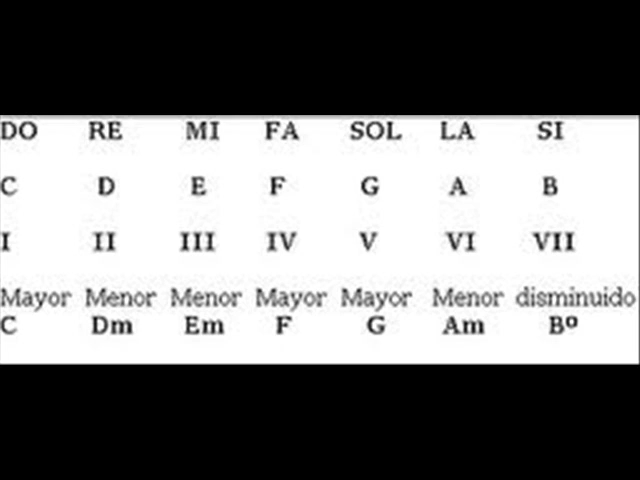 DO RE MI FA SOL LA SI
C D E F G A B
I II III IV V VI VII
Mayor Menor Menor Mayor Mayor Menor disminuido
C Dm Em F G Am Bº